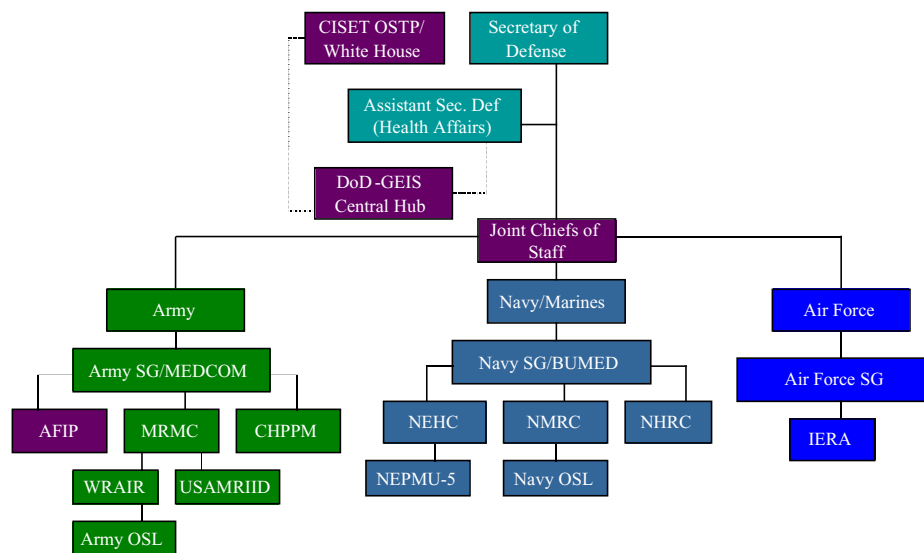 CISET OSTP/
White House
Secretary of
Defense
Assistant Sec. Def
(Health Affairs)
DoD-GEIS
Central Hub
Joint Chiefs of
Staff
Army
Navy/Marines
Air Force
Army SG/MEDCOM
Navy SG/BUMED
Air Force SG
AFIP
MRMC
CHPPM
NEHC
NMRC
NHRC
IERA
WRAIR
USAMRIID
NEPMU-5
Navy OSL
Army OSL